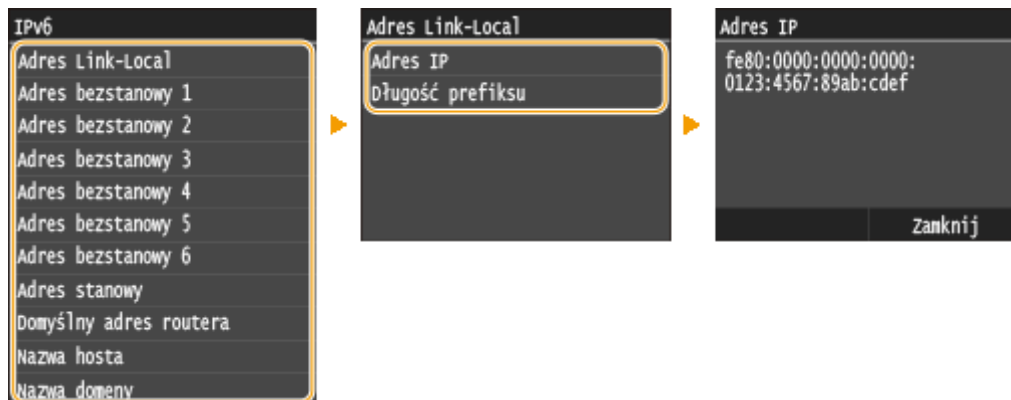 IPv6
Adres Link-Local
Adres bezstanowy 1
Adres bezstanowy 2
Adres bezstanowy 3
Adres bezstanowy 4
Adres bezstanowy 5
Adres bezstanowy 6
Adres stanowy
Domyślny adres routera
Nazwa hosta
Nazwa domeny
Adres Link-Local
Adres IP
Długość prefiksu
Adres IP
fe80:0000:0000:0000:
0123:4567:89ab:cdef
Zamknij